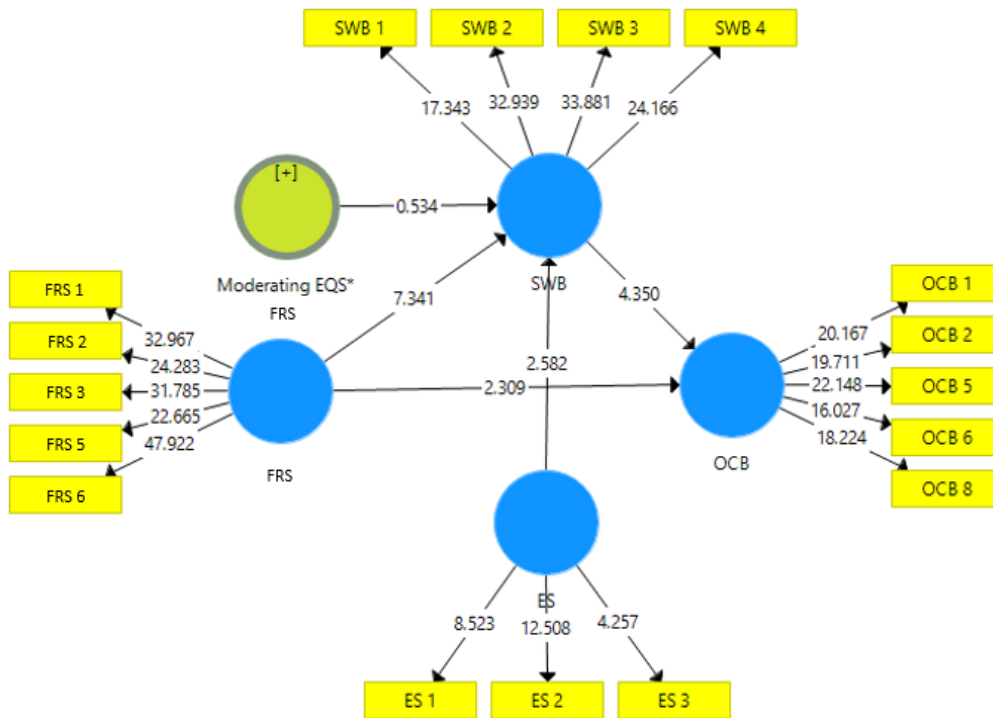 SWB 1
SWB 2
SWB 3
SWB 4
17.343
32.939
33.881
24.166
[+]
0.534
Moderating EQS*
FRS
SWB
7.341
4.350
FRS 1
FRS 2
FRS 3
FRS 5
FRS 6
32.967
24.283
31.785
22.665
47.922
FRS
2.582
2.309
OCB 1
OCB 2
OCB 5
OCB 6
OCB 8
20.167
19.711
22.148
16.027
18.224
OCB
ES
8.523
12.508
4.257
ES 1
ES 2
ES 3